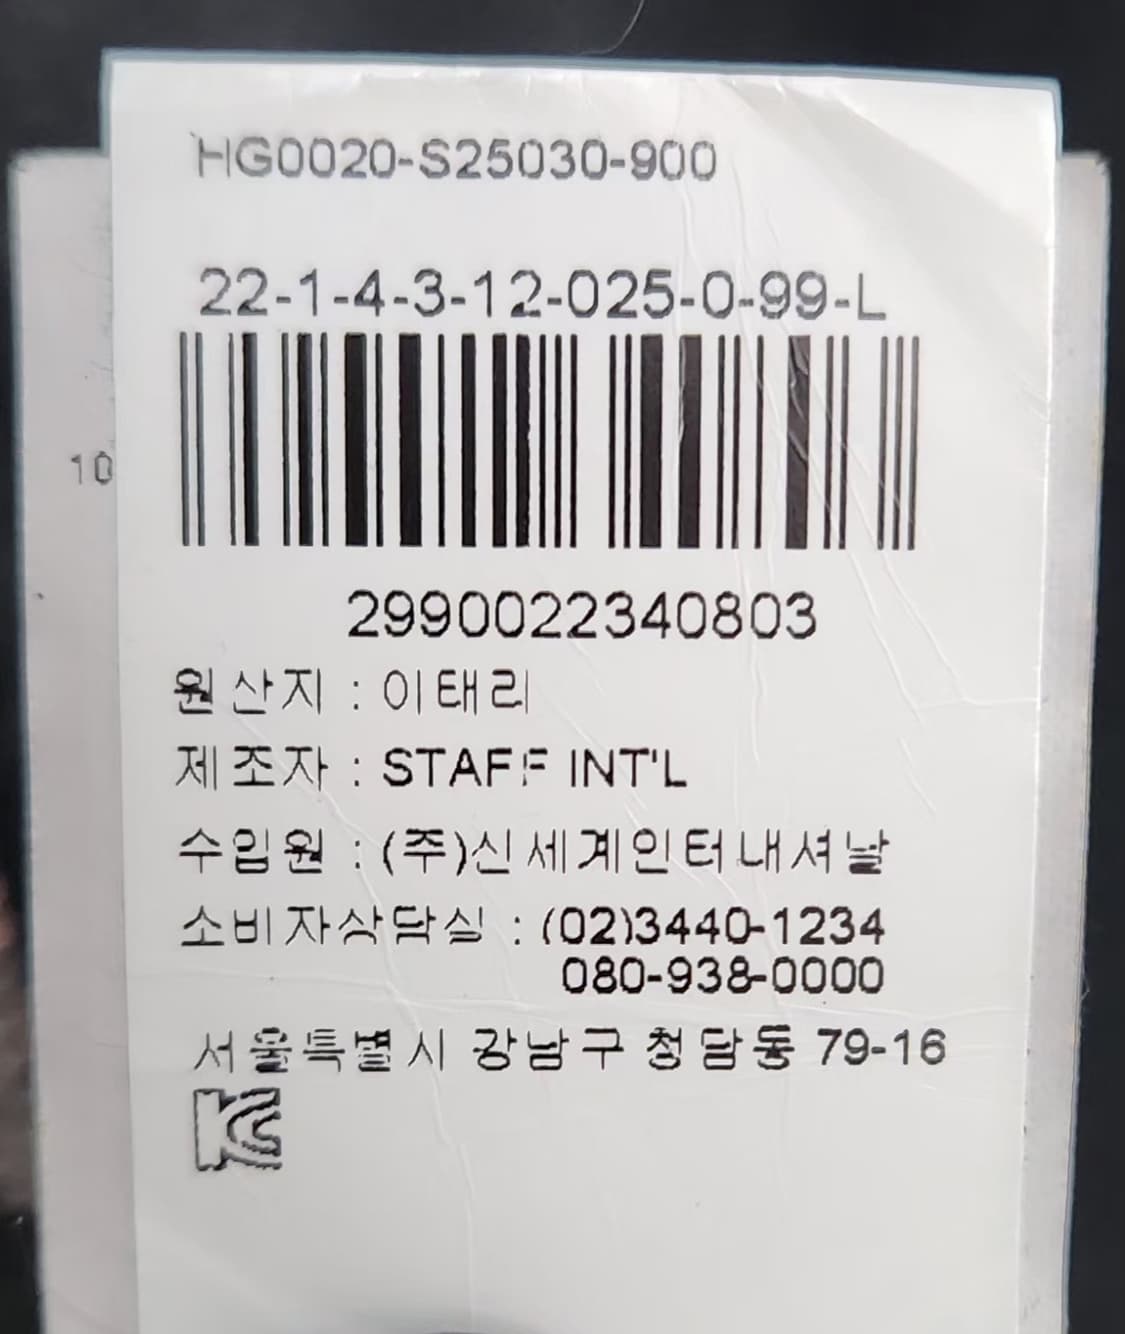 HG0020-S25030-900
22-1-4-3-12-025-0-99-L
10
2990022340803
원산지 : 이태리
제조자 : STAFF INT'L
수입원 : (주)신세계인터내셔날
소비자상담실 : (02)3440-1234
080-938-0000
서울특별시 강남구 청담동 79-16
KC